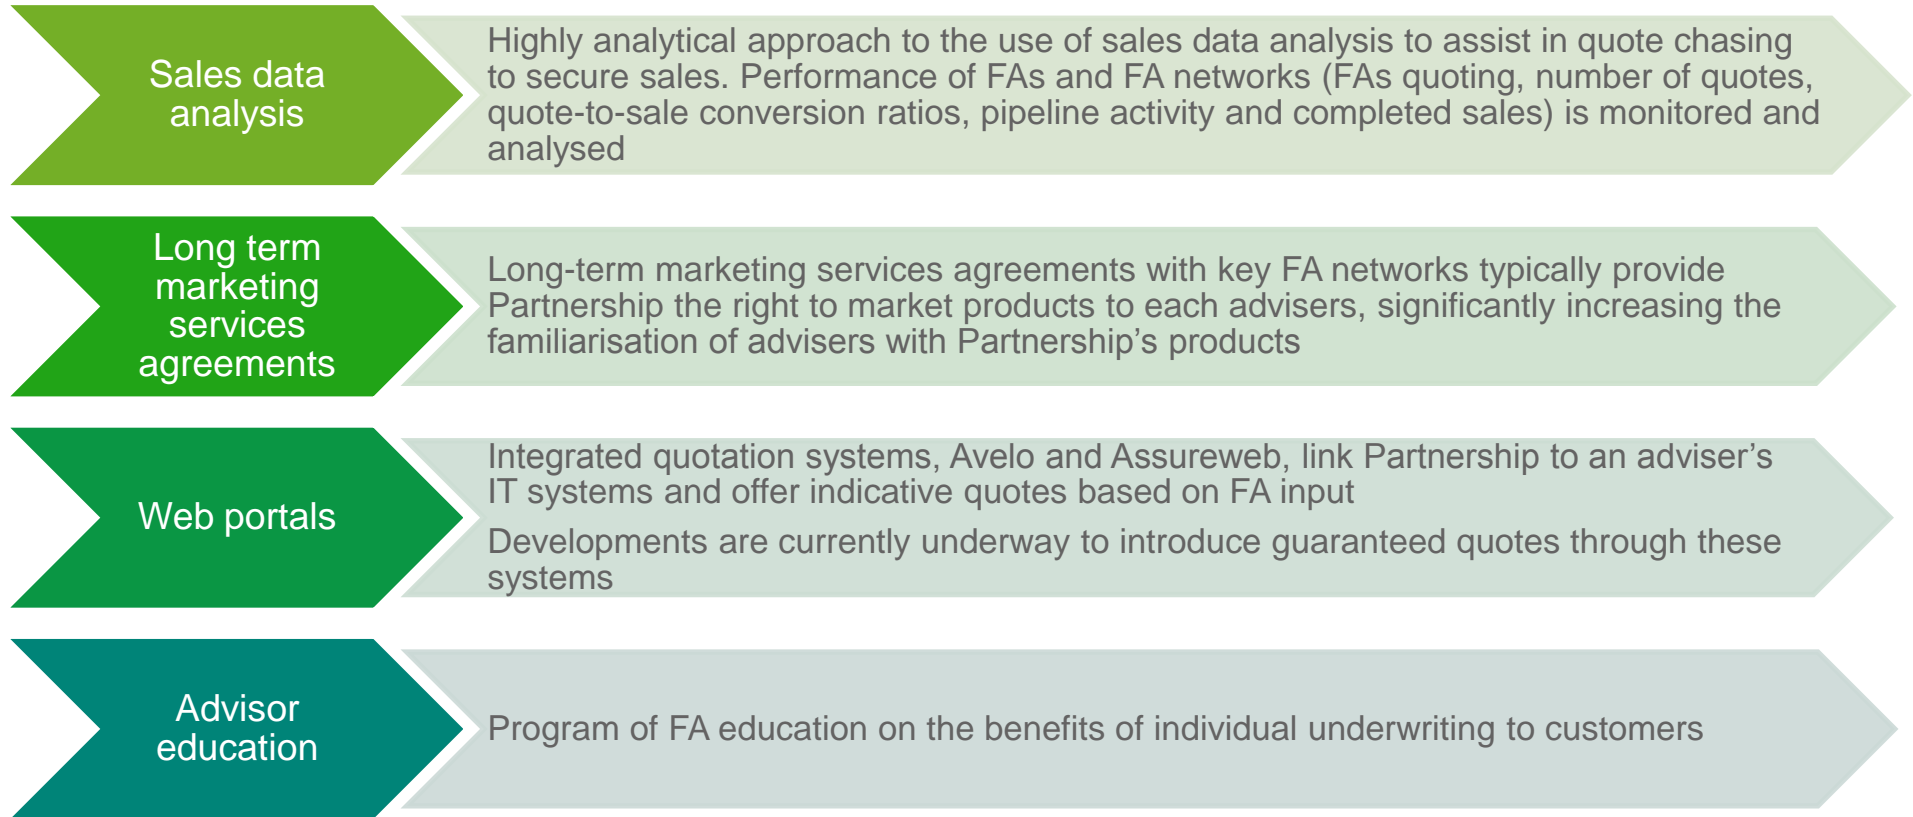 Sales data
analysis
Highly analytical approach to the use of sales data analysis to assist in quote chasing
to secure sales. Performance of FAs and FA networks (FAs quoting, number of quotes,
quote-to-sale conversion ratios, pipeline activity and completed sales) is monitored and
analysed
Long term
marketing
services
agreements
Long-term marketing services agreements with key FA networks typically provide
Partnership the right to market products to each advisers, significantly increasing the
familiarisation of advisers with Partnership’s products
Web portals
Integrated quotation systems, Avelo and Assureweb, link Partnership to an adviser’s
IT systems and offer indicative quotes based on FA input
Developments are currently underway to introduce guaranteed quotes through these
systems
Advisor
education
Program of FA education on the benefits of individual underwriting to customers